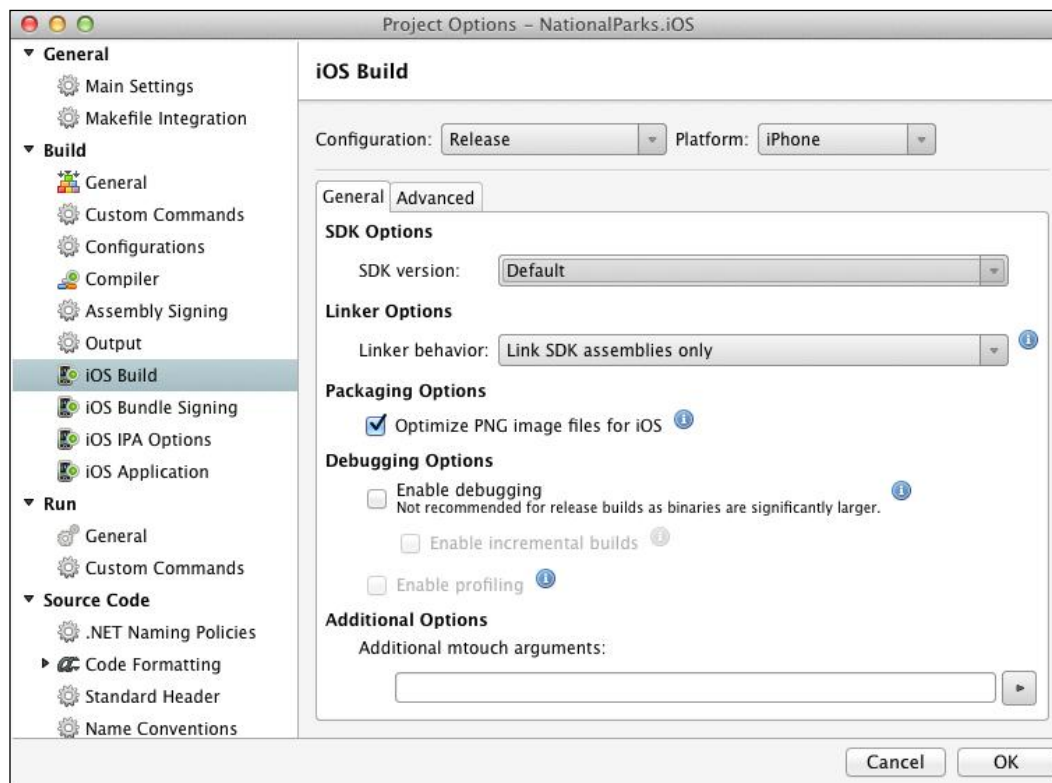 Project Options – NationalParks.iOS
General
Main Settings
Makefile Integration
Build
General
Custom Commands
Configurations
Compiler
Assembly Signing
Output
iOS Build
iOS Bundle Signing
iOS IPA Options
iOS Application
Run
General
Custom Commands
Source Code
.NET Naming Policies
Code Formatting
Standard Header
Name Conventions
iOS Build
Configuration: Release Platform: iPhone
General Advanced
SDK Options
SDK version: Default
Linker Options
Linker behavior: Link SDK assemblies only
Packaging Options
Optimize PNG image files for iOS
Debugging Options
Enable debugging
Not recommended for release builds as binaries are significantly larger.
Enable incremental builds
Enable profiling
Additional Options
Additional mtouch arguments:
Cancel OK